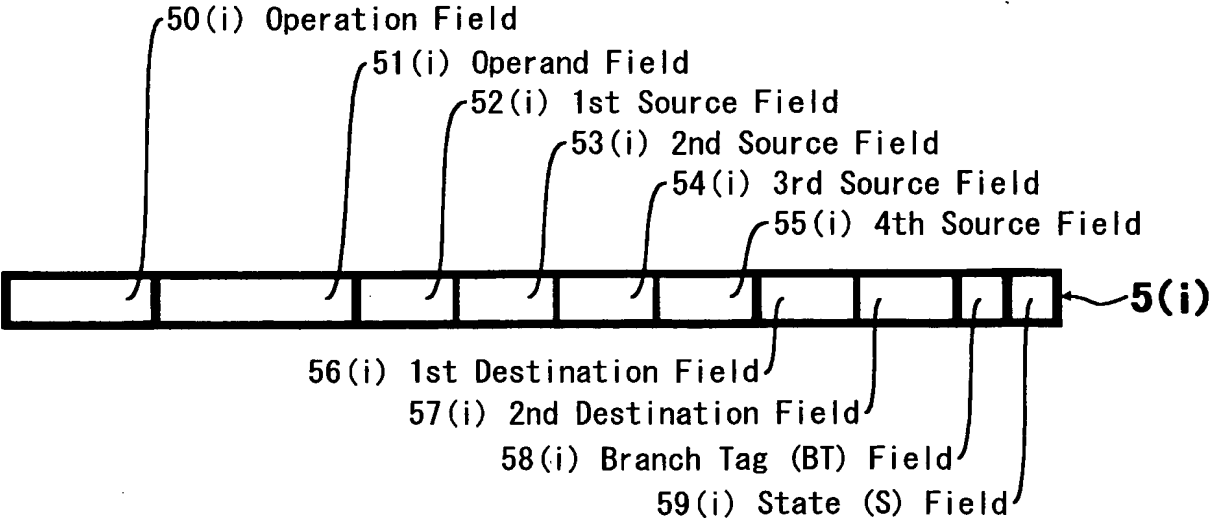 50(i) Operation Field
51(i) Operand Field
52(i) 1st Source Field
53(i) 2nd Source Field
54(i) 3rd Source Field
55(i) 4th Source Field
5(i)
56(i) 1st Destination Field
57(i) 2nd Destination Field
58(i) Branch Tag (BT) Field
59(i) State (S) Field